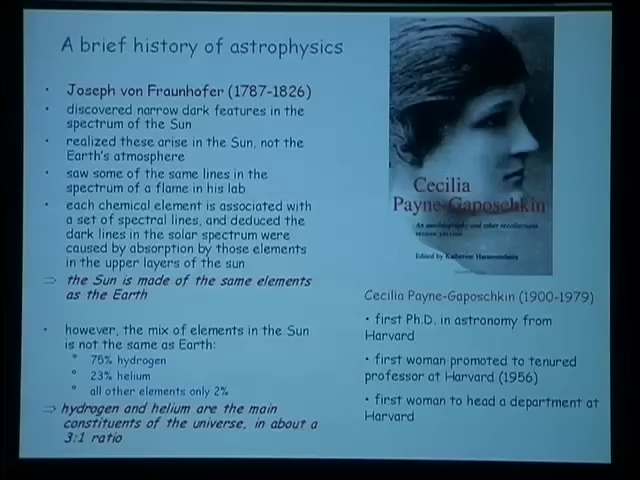 A brief history of astrophysics
• Joseph von Fraunhofer (1787-1826)
• discovered narrow dark features in the
spectrum of the Sun
• realized these arise in the Sun, not the
Earth's atmosphere
• saw some of the same lines in the
spectrum of a flame in his lab
• each chemical element is associated with
a set of spectral lines, and deduced the
dark lines in the solar spectrum were
caused by absorption by those elements
in the upper layers of the sun
⇒ the Sun is made of the same elements
as the Earth
• however, the mix of elements in the Sun
is not the same as Earth:
° 75% hydrogen
° 23% helium
° all other elements only 2%
⇒ hydrogen and helium are the main
constituents of the universe, in about a
3:1 ratio
Cecilia
Payne-Gaposchkin
An autobiography and other recollections
SECOND EDITION
Edited by Katherine Haramundanis
Cecilia Payne-Gaposchkin (1900-1979)
• first Ph.D. in astronomy from
Harvard
• first woman promoted to tenured
professor at Harvard (1956)
• first woman to head a department at
Harvard